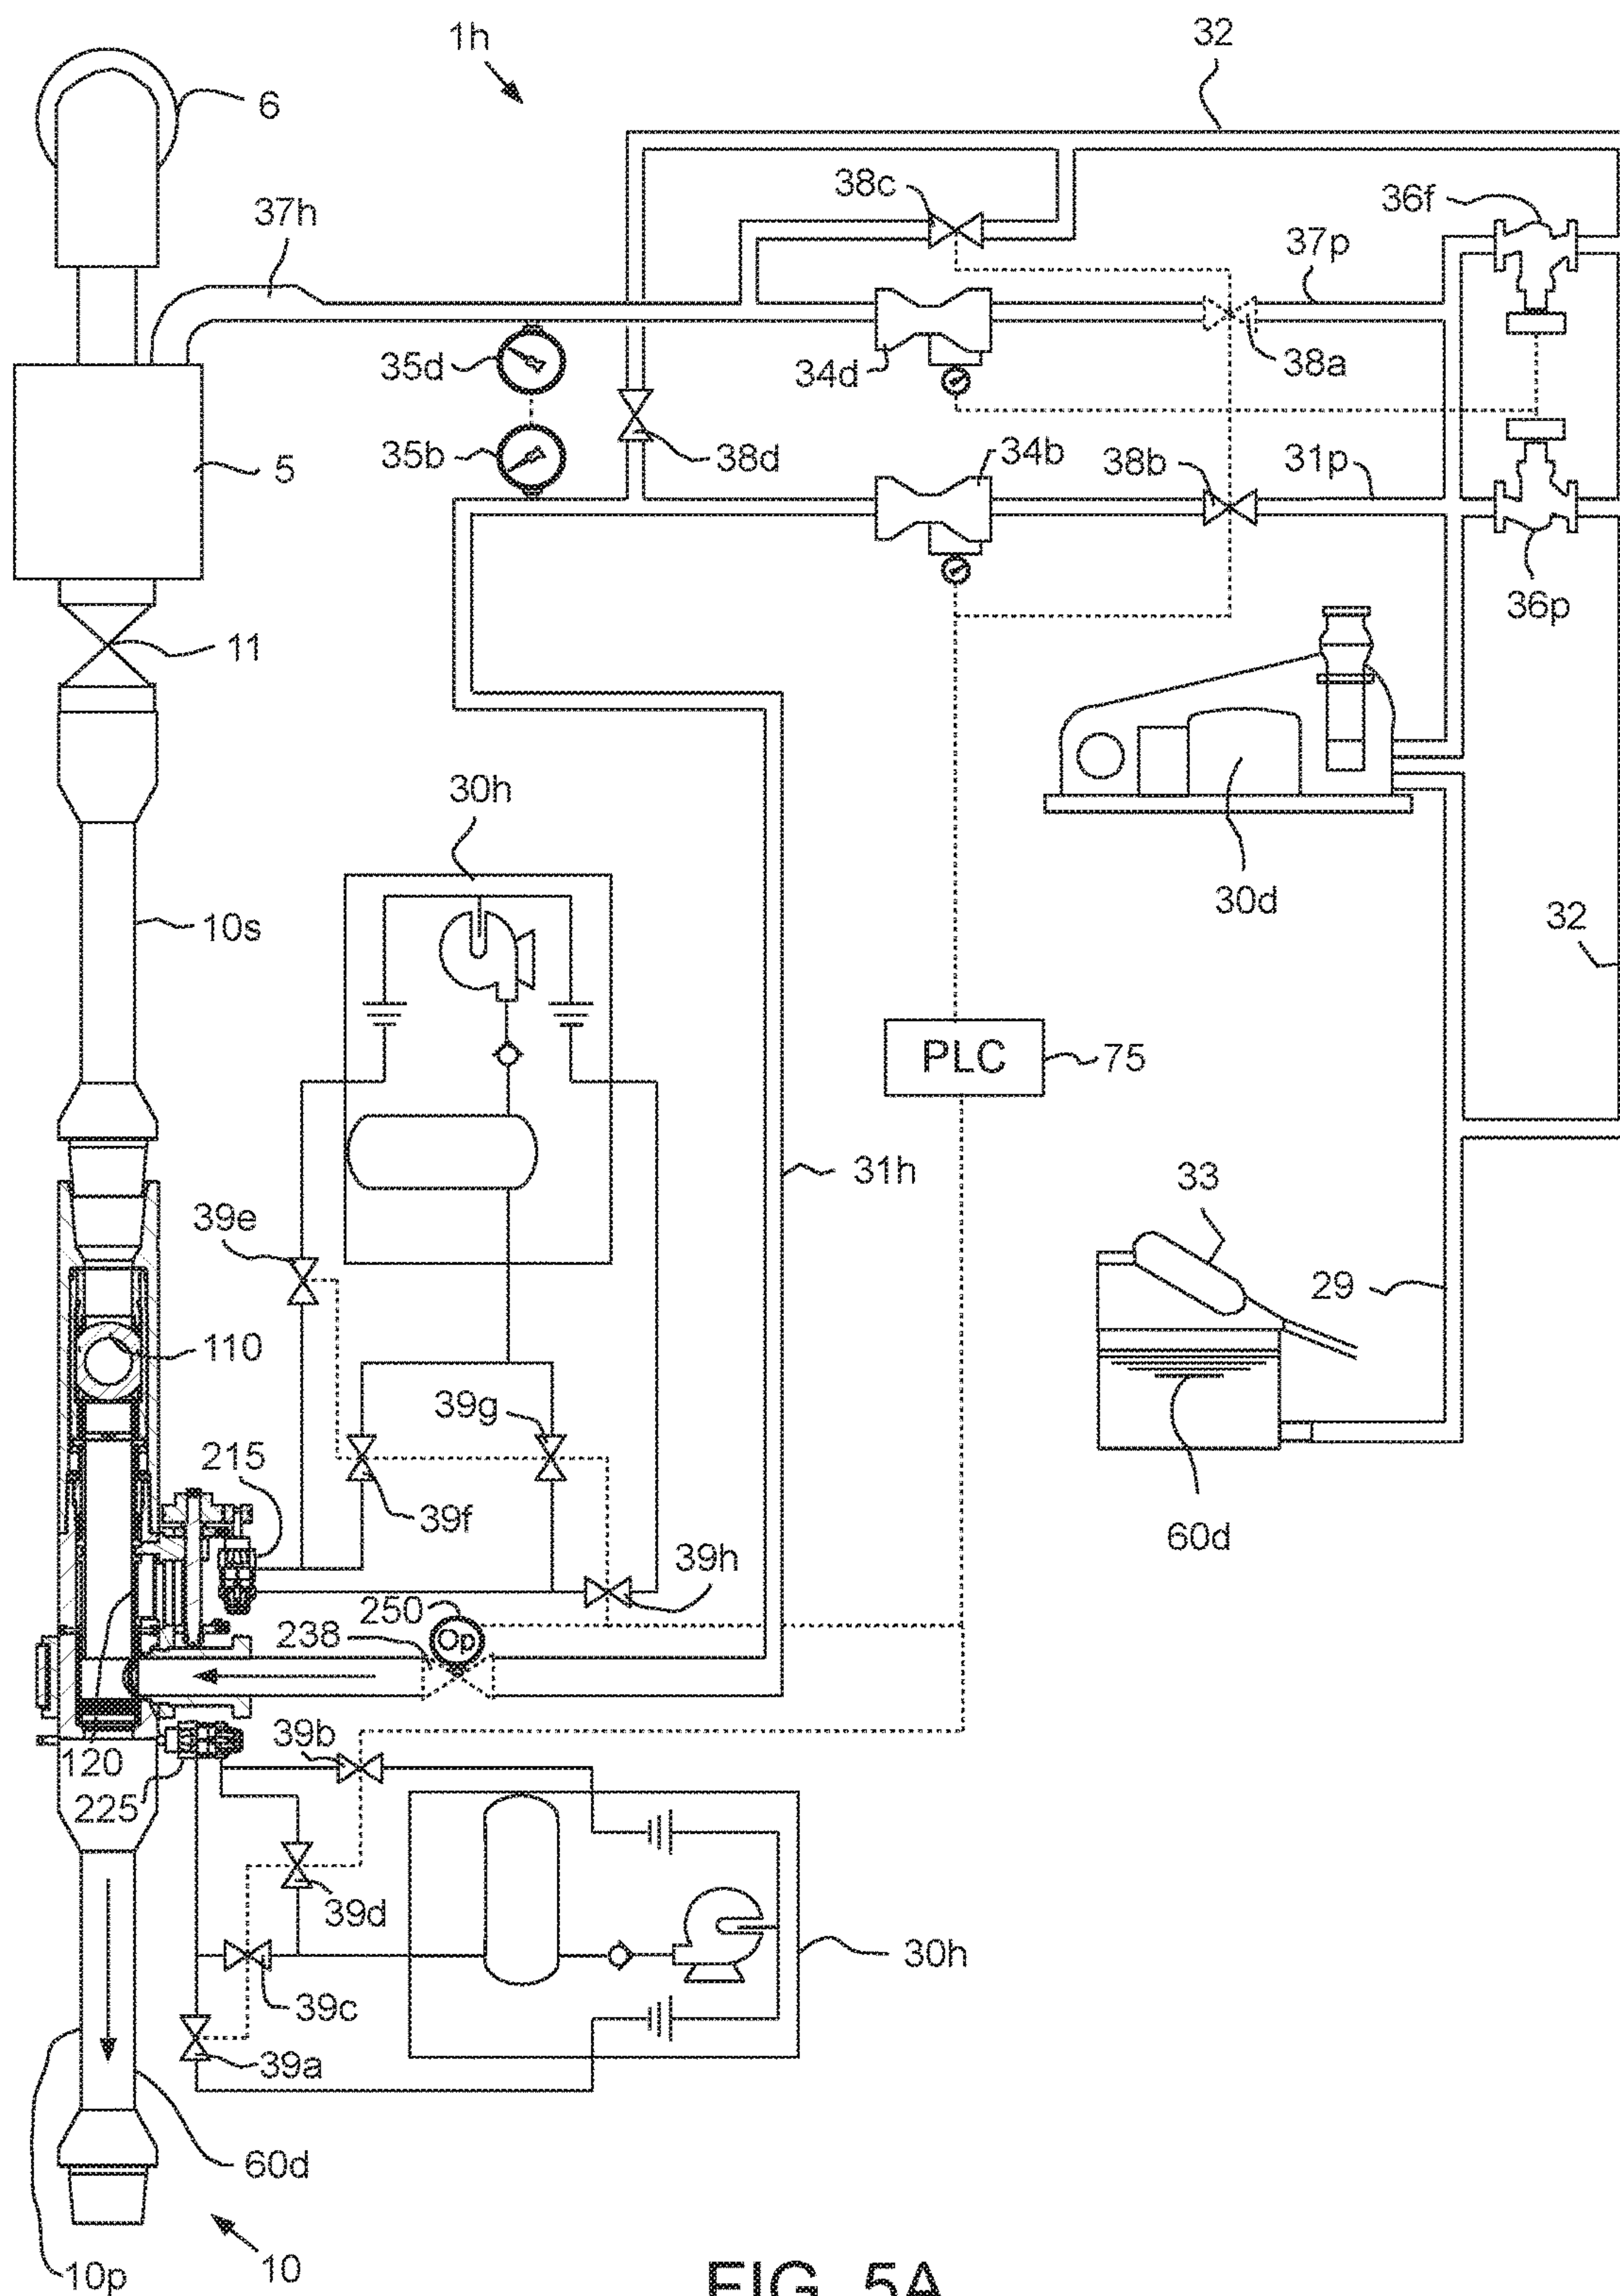 1h
32
6
38c
36f
37h
37p
35d
34d
38a
5
35b
38d
34b
38b
31p
36p
11
30h
30d
10s
32
PLC
75
31h
33
39e
29
110
39g
215
39f
60d
39h
250
238
Op
120
39b
225
39d
30h
39c
39a
60d
10
10p
FIG. 5A